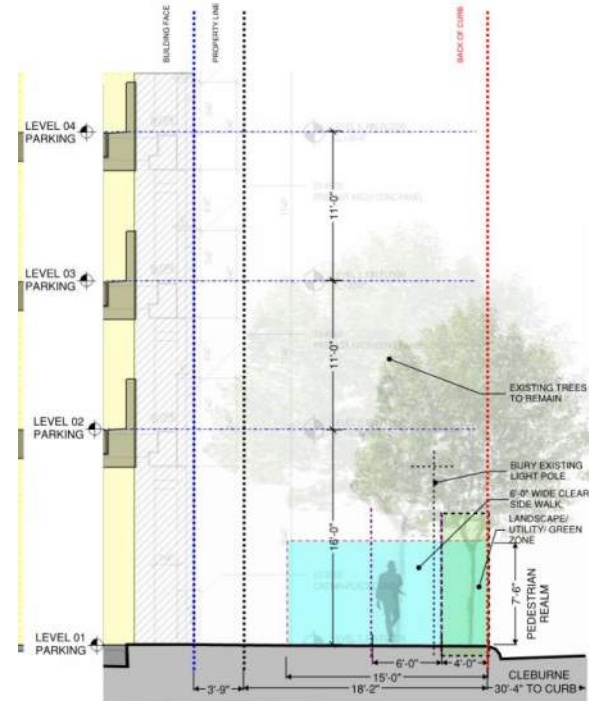 BUILDING FACE
PROPERTY LINE
BACK OF CURB
LEVEL 04
PARKING
11'-0"
LEVEL 03
PARKING
11'-0"
EXISTING TREES
TO REMAIN
LEVEL 02
PARKING
BURY EXISTING
LIGHT POLE
6'-0" WIDE CLEAR
SIDE WALK
LANDSCAPE/
UTILITY/ GREEN
ZONE
16'-0"
7'-6"
PEDESTRIAN
REALM
LEVEL 01
PARKING
6'-0"
4'-0"
15'-0"
CLEBURNE
3'-9"
18'-2"
30'-4" TO CURB